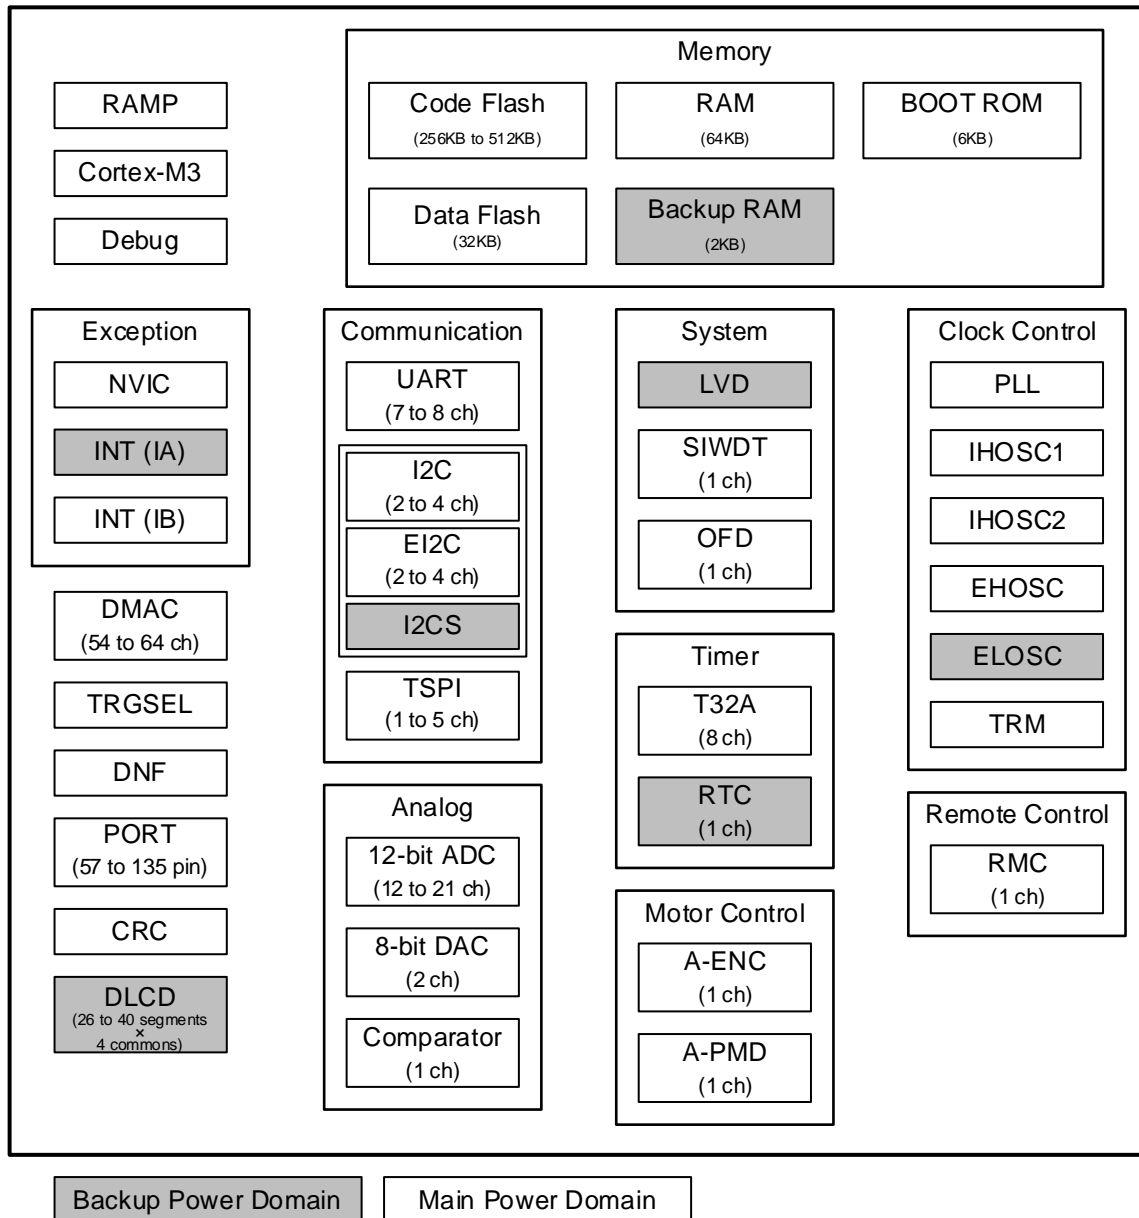 RAMP
Cortex-M3
Debug
Memory
Code Flash
(256KB to 512KB)
RAM
(64KB)
BOOT ROM
(6KB)
Data Flash
(32KB)
Backup RAM
(2KB)
Exception
NVIC
INT (IA)
INT (IB)
DMAC
(54 to 64 ch)
TRGSEL
DNF
PORT
(57 to 135 pin)
CRC
DLCD
(26 to 40 segments
×
4 commons)
Communication
UART
(7 to 8 ch)
I2C
(2 to 4 ch)
EI2C
(2 to 4 ch)
I2CS
TSPI
(1 to 5 ch)
Analog
12-bit ADC
(12 to 21 ch)
8-bit DAC
(2 ch)
Comparator
(1 ch)
System
LVD
SIWDT
(1 ch)
OFD
(1 ch)
Timer
T32A
(8 ch)
RTC
(1 ch)
Motor Control
A-ENC
(1 ch)
A-PMD
(1 ch)
Clock Control
PLL
IHOSC1
IHOSC2
EHOSC
ELOSC
TRM
Remote Control
RMC
(1 ch)
Backup Power Domain
Main Power Domain